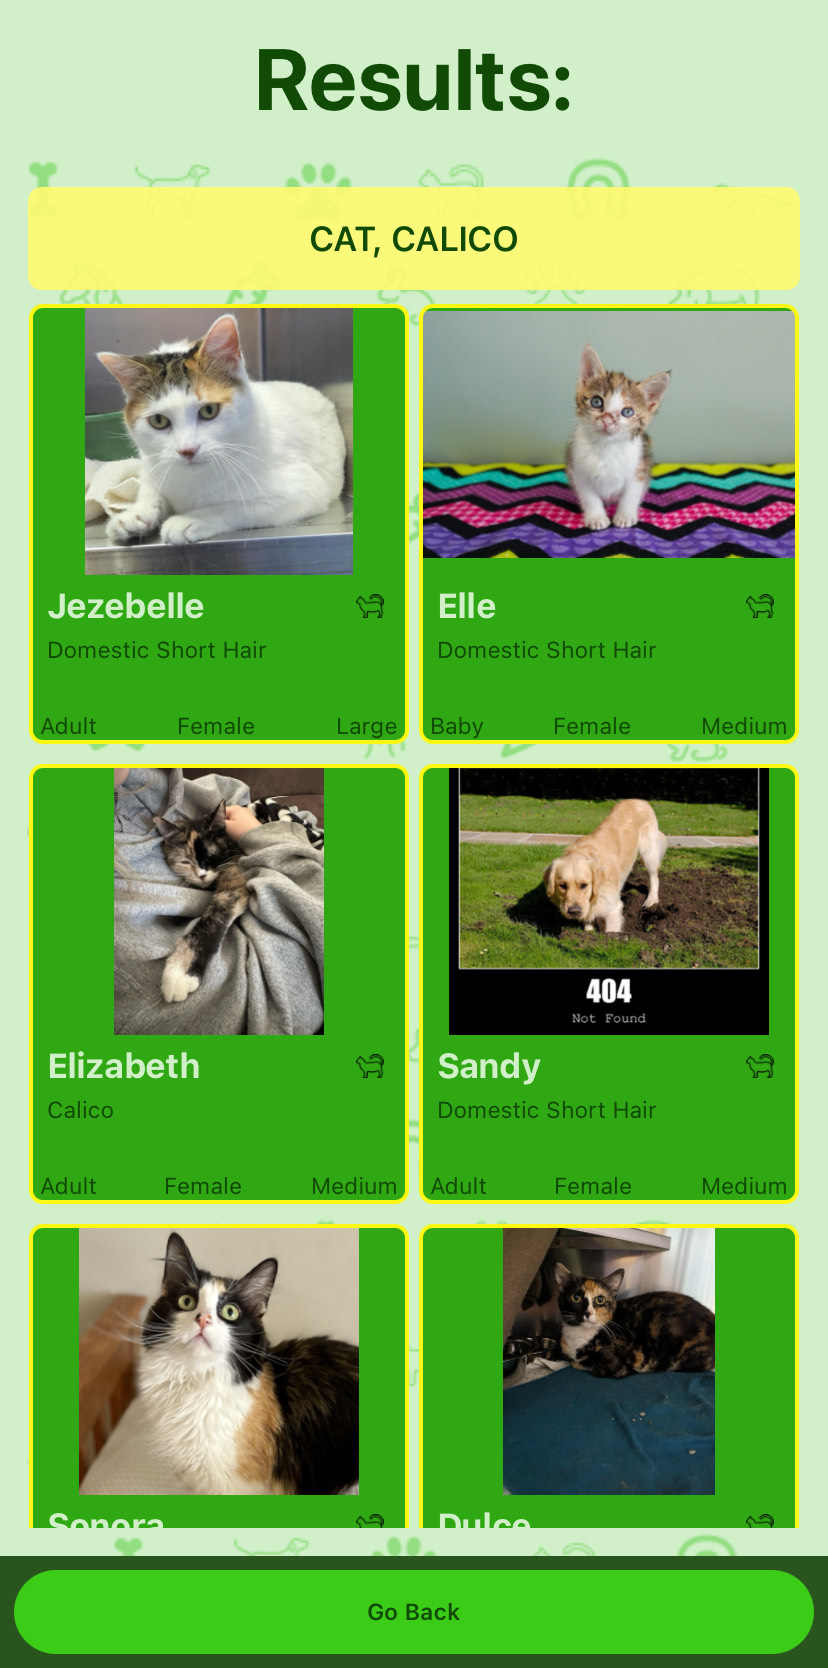 Results:
CAT, CALICO
Jezebelle
Domestic Short Hair
Adult Female Large
Elle
Domestic Short Hair
Baby Female Medium
Elizabeth
Calico
Adult Female Medium
404
Not Found
Sandy
Domestic Short Hair
Adult Female Medium
Sonora
Dulce
Go Back